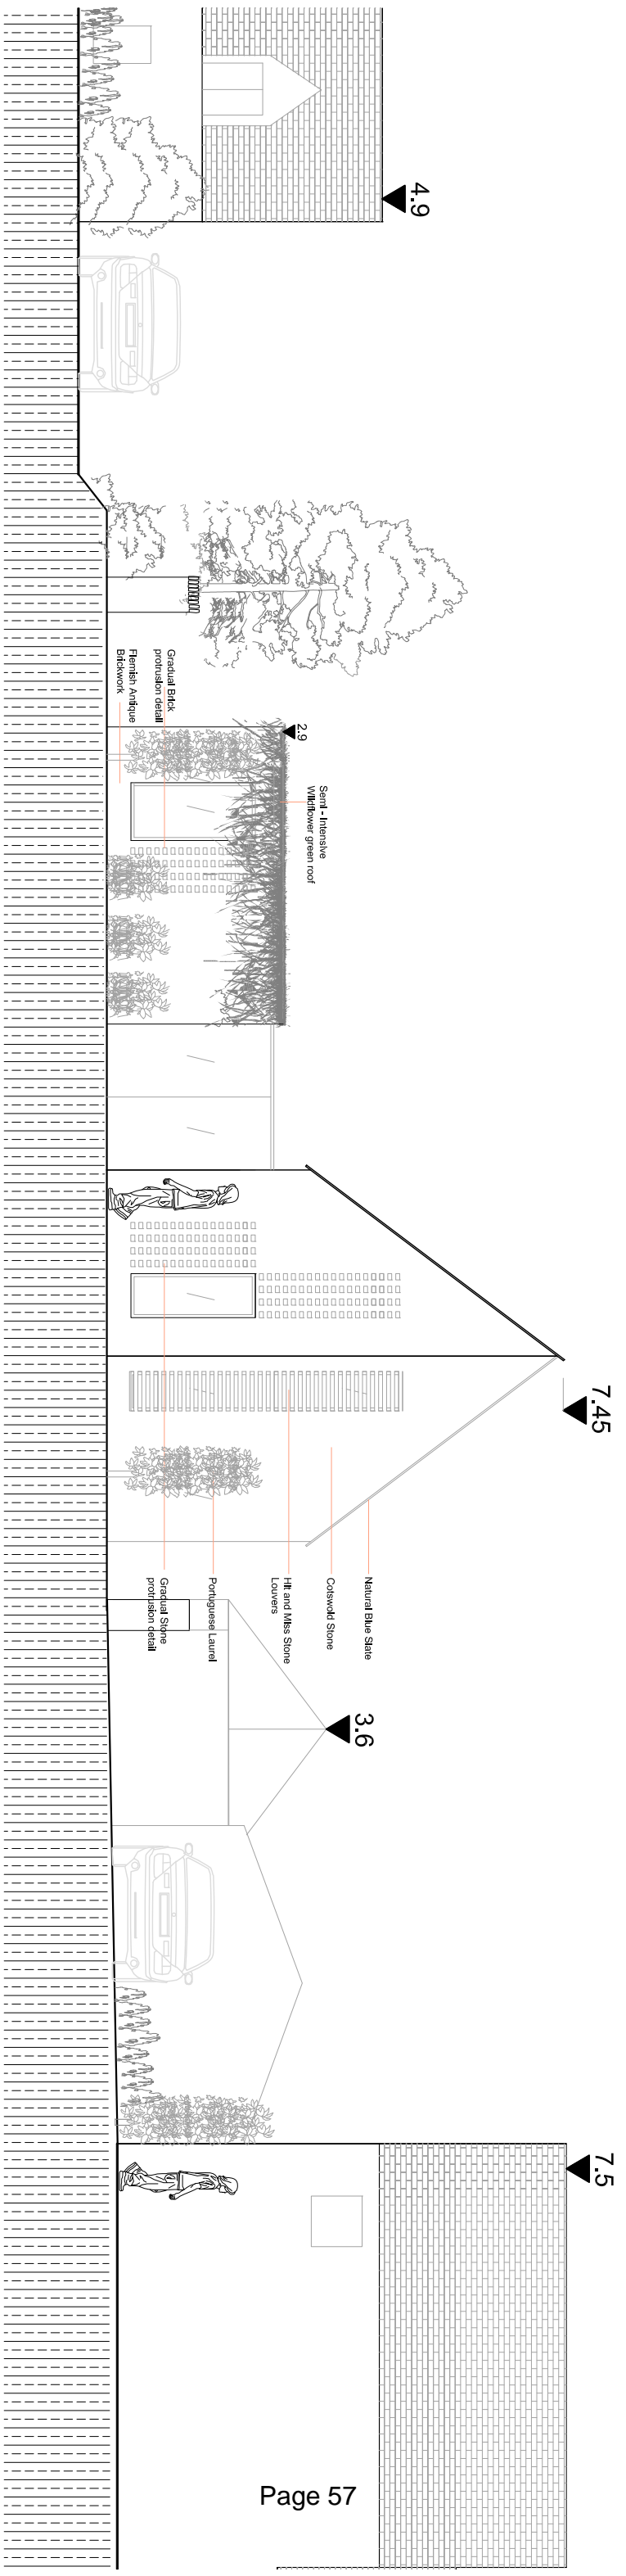 4.9
Gradual Brick
protrusion detail
Flemish Antique
Brickwork
2.9
Semi - Intensive
Wildflower green roof
7.45
Natural Blue Slate
Cotswold Stone
Hit and Miss Stone
Louvers
Portuguese Laurel
Gradual Stone
protrusion detail
3.6
7.5
Page 57